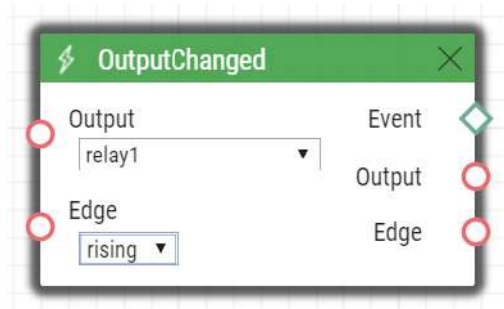 OutputChanged
Output
Event
relay1
Output
Edge
Edge
rising